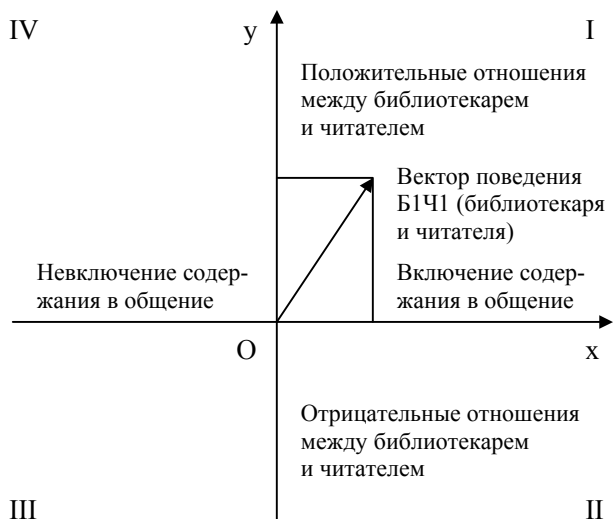 IV
y
I
Положительные отношения
между библиотекарем
и читателем
Вектор поведения
Б1Ч1 (библиотекаря
и читателя)
Невключение содер-
жания в общение
Включение содер-
жания в общение
O
x
Отрицательные отношения
между библиотекарем
и читателем
III
II